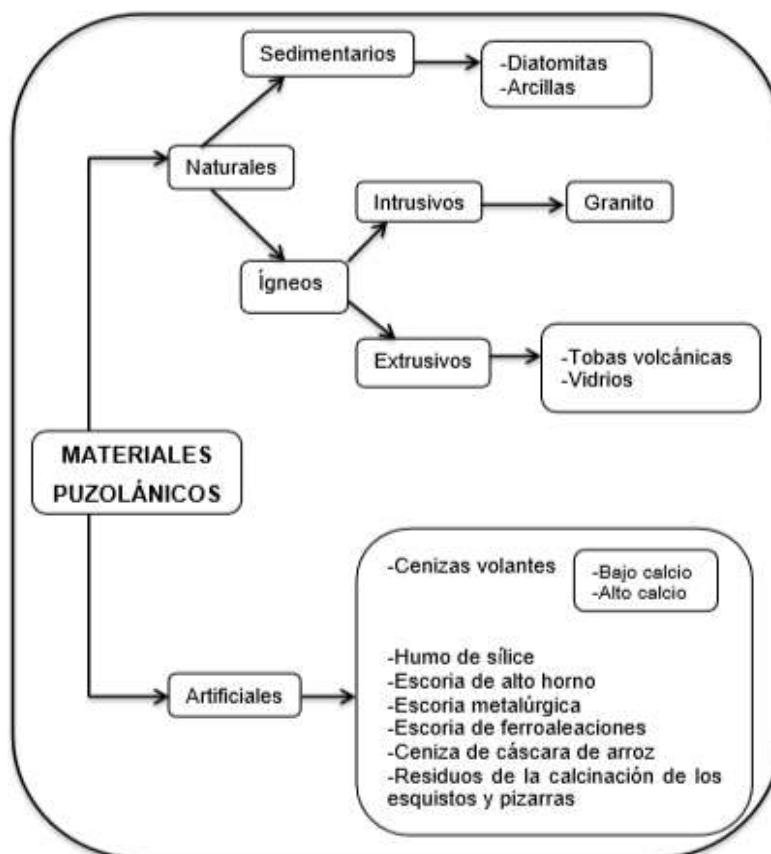 Sedimentarios
-Diatomitas
-Arcillas
Naturales
Intrusivos
Granito
Ígneos
Extrusivos
-Tobas volcánicas
-Vidrios
MATERIALES
PUZOLÁNICOS
-Cenizas volantes
-Bajo calcio
-Alto calcio
-Humo de sílice
-Escoria de alto horno
-Escoria metalúrgica
-Escoria de ferroaleaciones
-Ceniza de cáscara de arroz
-Residuos de la calcinación de los
esquistos y pizarras
Artificiales